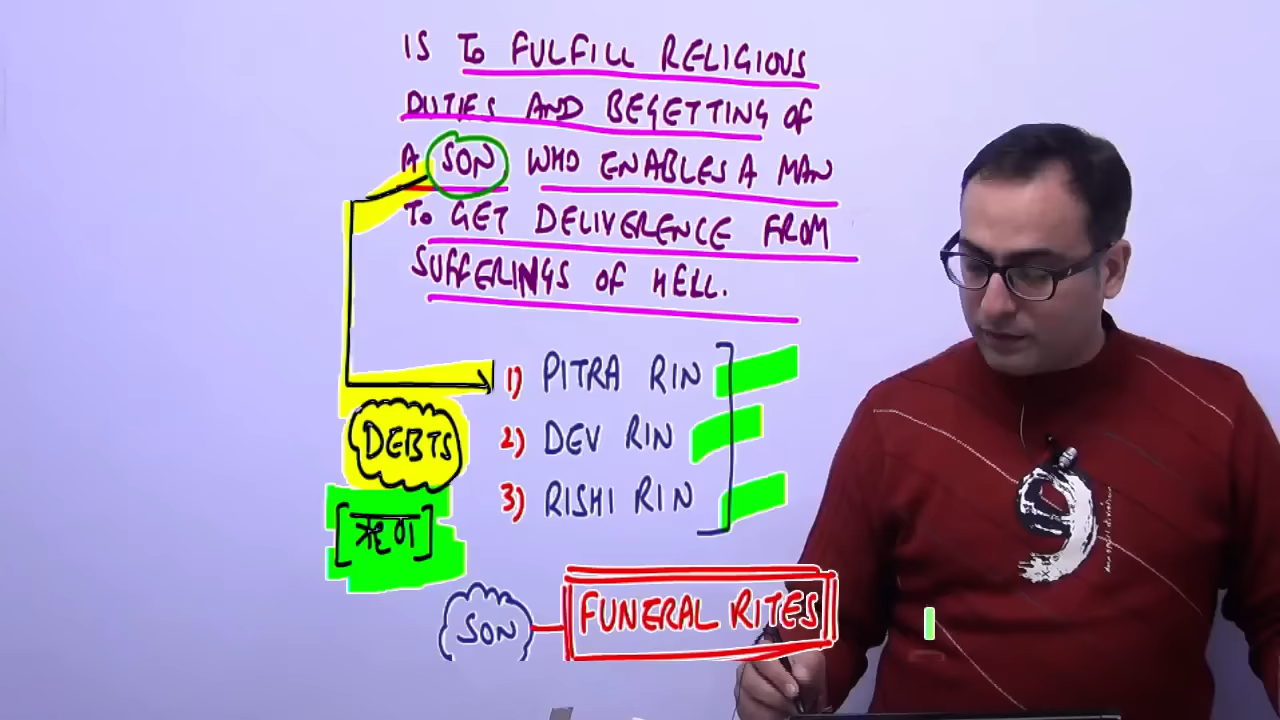 IS TO FULFILL RELIGIOUS
DUTIES AND BEGETTING OF
A SON WHO ENABLES A MAN
TO GET DELIVERENCE FROM
SUFFERINGS OF HELL.
1) PITRA RIN
2) DEV RIN
3) RISHI RIN
DEBTS
[ऋण]
SON
FUNERAL RITES
9